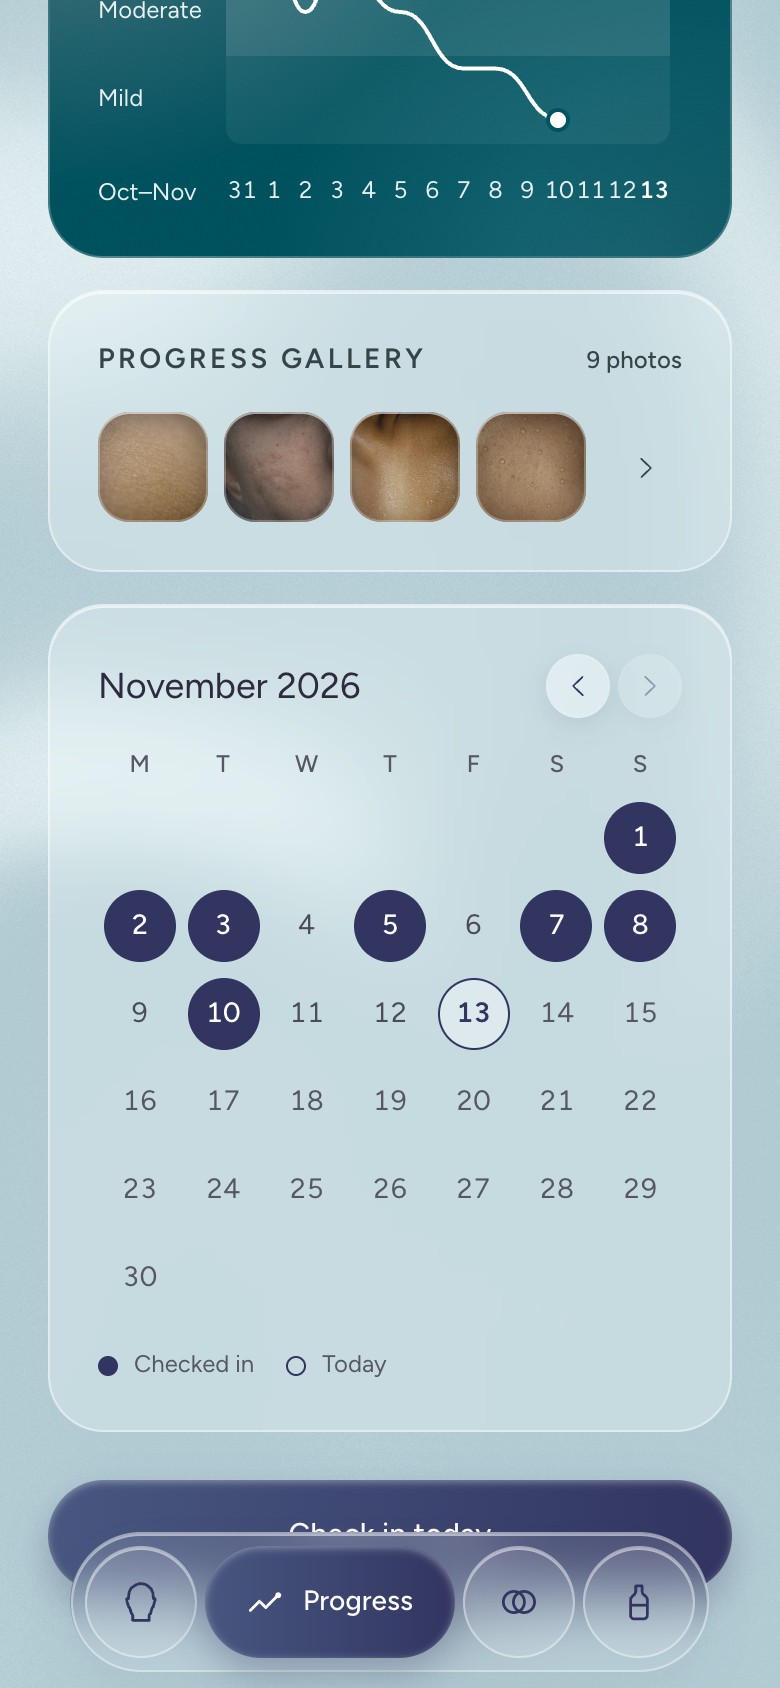 Moderate
Mild
Oct–Nov 31 1 2 3 4 5 6 7 8 9 10 11 12 13
PROGRESS GALLERY 9 photos
November 2026
M T W T F S S
1
2 3 4 5 6 7 8
9 10 11 12 13 14 15
16 17 18 19 20 21 22
23 24 25 26 27 28 29
30
Checked in Today
Check in today
Progress